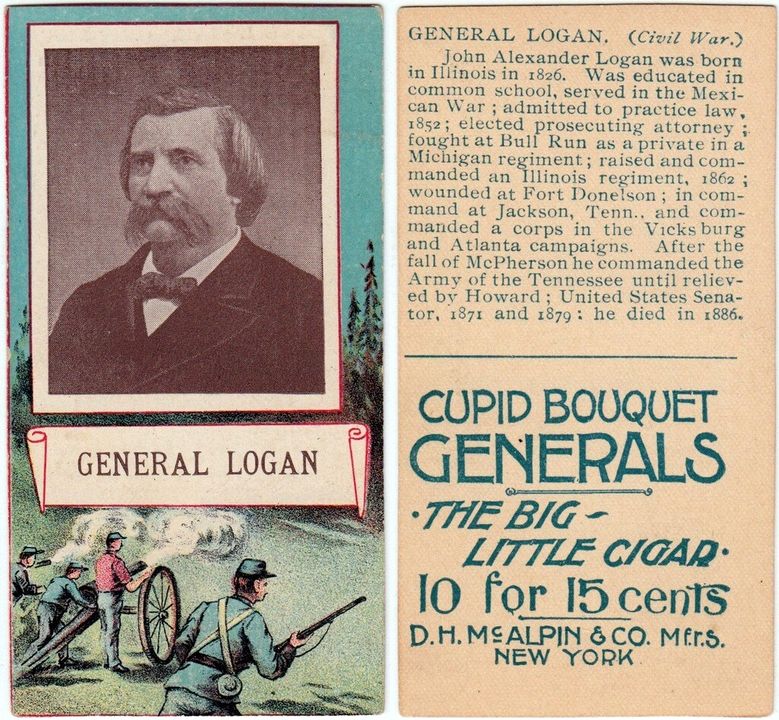 GENERAL LOGAN
GENERAL LOGAN. (Civil War.)
John Alexander Logan was born
in Illinois in 1826. Was educated in
common school, served in the Mexi-
can War ; admitted to practice law,
1852 ; elected prosecuting attorney ;
fought at Bull Run as a private in a
Michigan regiment ; raised and com-
manded an Illinois regiment, 1862 ;
wounded at Fort Donelson ; in com-
mand at Jackson, Tenn., and com-
manded a corps in the Vicksburg
and Atlanta campaigns. After the
fall of McPherson he commanded the
Army of the Tennessee until reliev-
ed by Howard ; United States Sena-
tor, 1871 and 1879 : he died in 1886.
CUPID BOUQUET
GENERALS
·THE BIG-
LITTLE CIGAR·
10 for 15 cents
D.H. McALPIN & CO. Mfrs.
NEW YORK